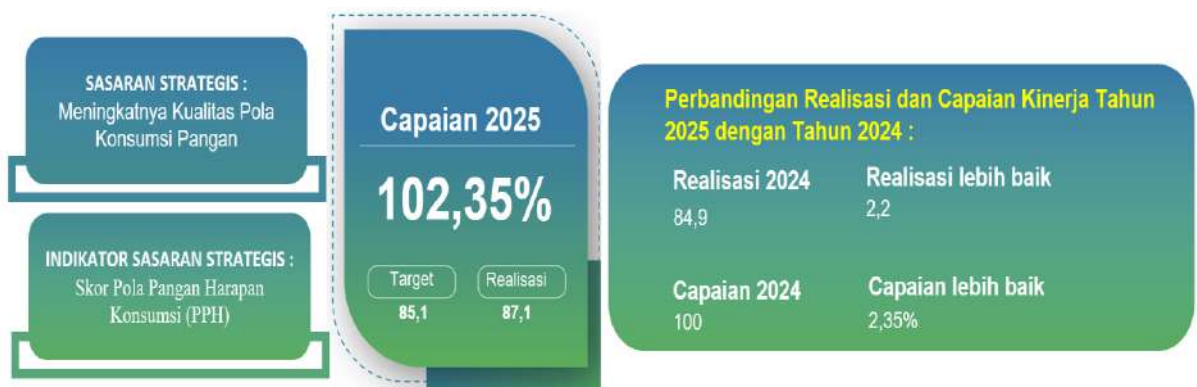 SASARAN STRATEGIS :
Meningkatnya Kualitas Pola
Konsumsi Pangan
INDIKATOR SASARAN STRATEGIS :
Skor Pola Pangan Harapan
Konsumsi (PPH)
Capaian 2025
102,35%
Target
Realisasi
85,1
87,1
Perbandingan Realisasi dan Capaian Kinerja Tahun
2025 dengan Tahun 2024 :
Realisasi 2024
84,9
Realisasi lebih baik
2,2
Capaian 2024
100
Capaian lebih baik
2,35%